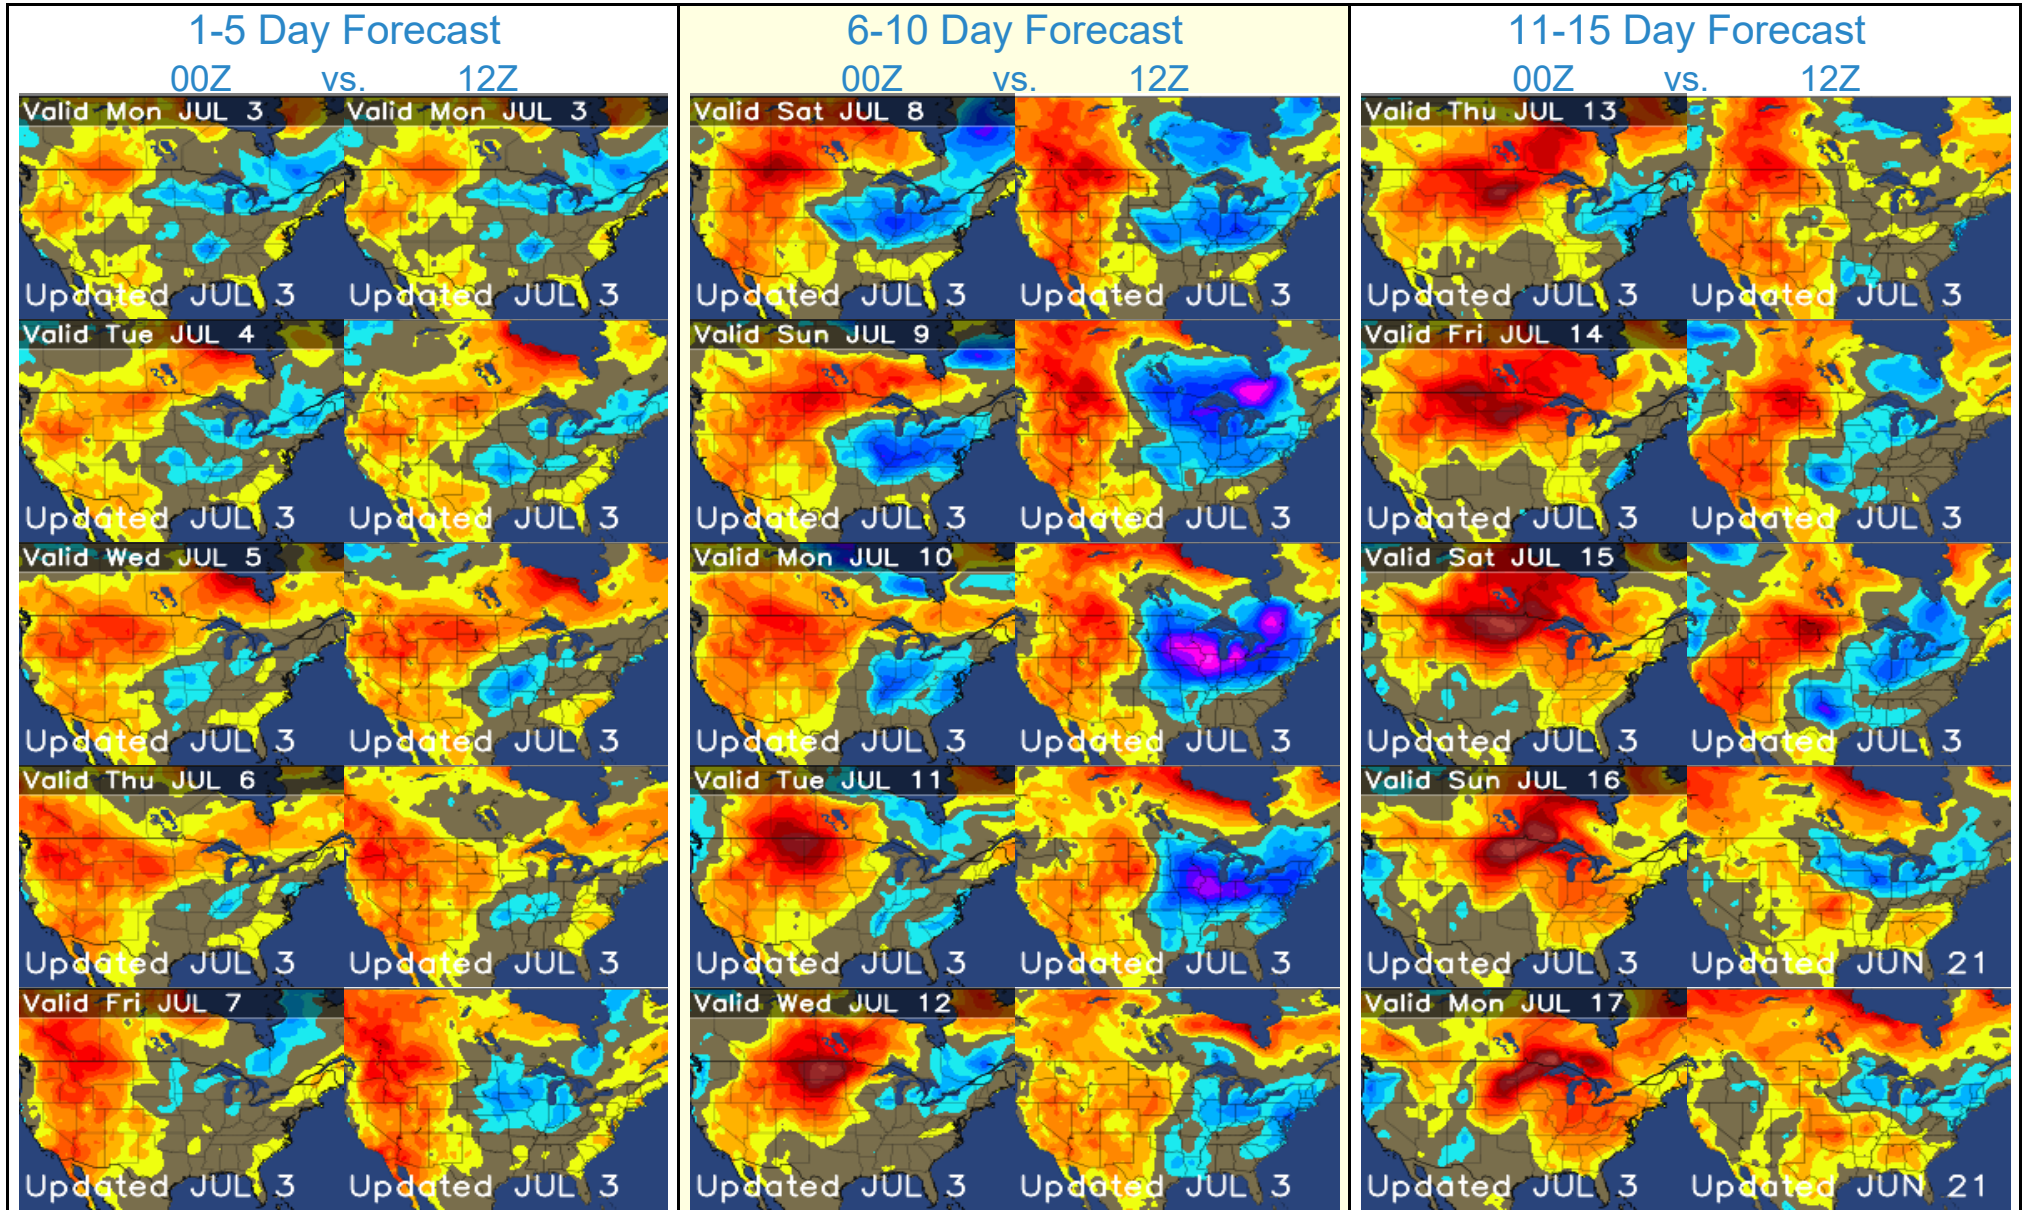 1-5 Day Forecast
00Z vs. 12Z
6-10 Day Forecast
00Z vs. 12Z
11-15 Day Forecast
00Z vs. 12Z
Valid Mon JUL 3
Valid Mon JUL 3
Valid Sat JUL 8
Valid Thu JUL 13
Updated JUL 3
Updated JUL 3
Updated JUL 3
Updated JUL 3
Updated JUL 3
Updated JUL 3
Valid Tue JUL 4
Valid Sun JUL 9
Valid Fri JUL 14
Updated JUL 3
Updated JUL 3
Updated JUL 3
Updated JUL 3
Updated JUL 3
Updated JUL 3
Valid Wed JUL 5
Valid Mon JUL 10
Valid Sat JUL 15
Updated JUL 3
Updated JUL 3
Updated JUL 3
Updated JUL 3
Updated JUL 3
Updated JUL 3
Valid Thu JUL 6
Valid Tue JUL 11
Valid Sun JUL 16
Updated JUL 3
Updated JUL 3
Updated JUL 3
Updated JUL 3
Updated JUL 3
Updated JUN 21
Valid Fri JUL 7
Valid Wed JUL 12
Valid Mon JUL 17
Updated JUL 3
Updated JUL 3
Updated JUL 3
Updated JUL 3
Updated JUL 3
Updated JUN 21